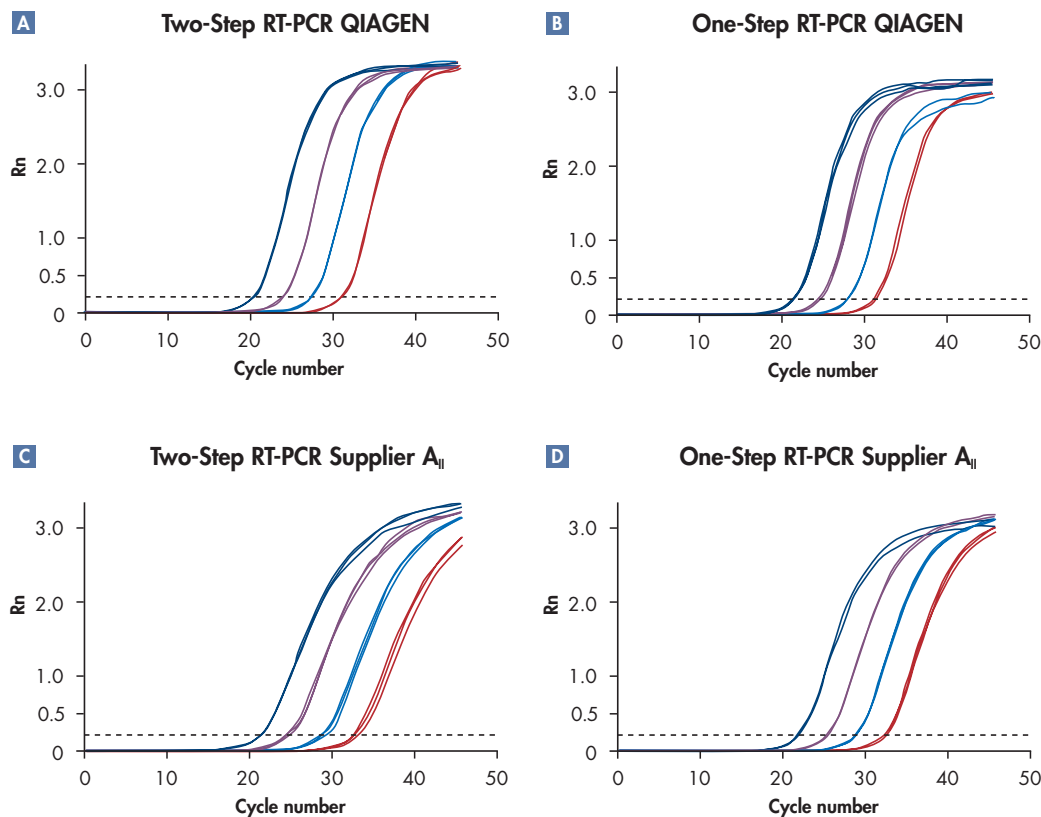 A
Two-Step RT-PCR QIAGEN
3.0
2.0
1.0
0.5
0
Rn
0 10 20 30 40 50
Cycle number
B
One-Step RT-PCR QIAGEN
3.0
2.0
1.0
0.5
0
Rn
0 10 20 30 40 50
Cycle number
C
Two-Step RT-PCR Supplier AII
3.0
2.0
1.0
0.5
0
Rn
0 10 20 30 40 50
Cycle number
D
One-Step RT-PCR Supplier AII
3.0
2.0
1.0
0.5
0
Rn
0 10 20 30 40 50
Cycle number